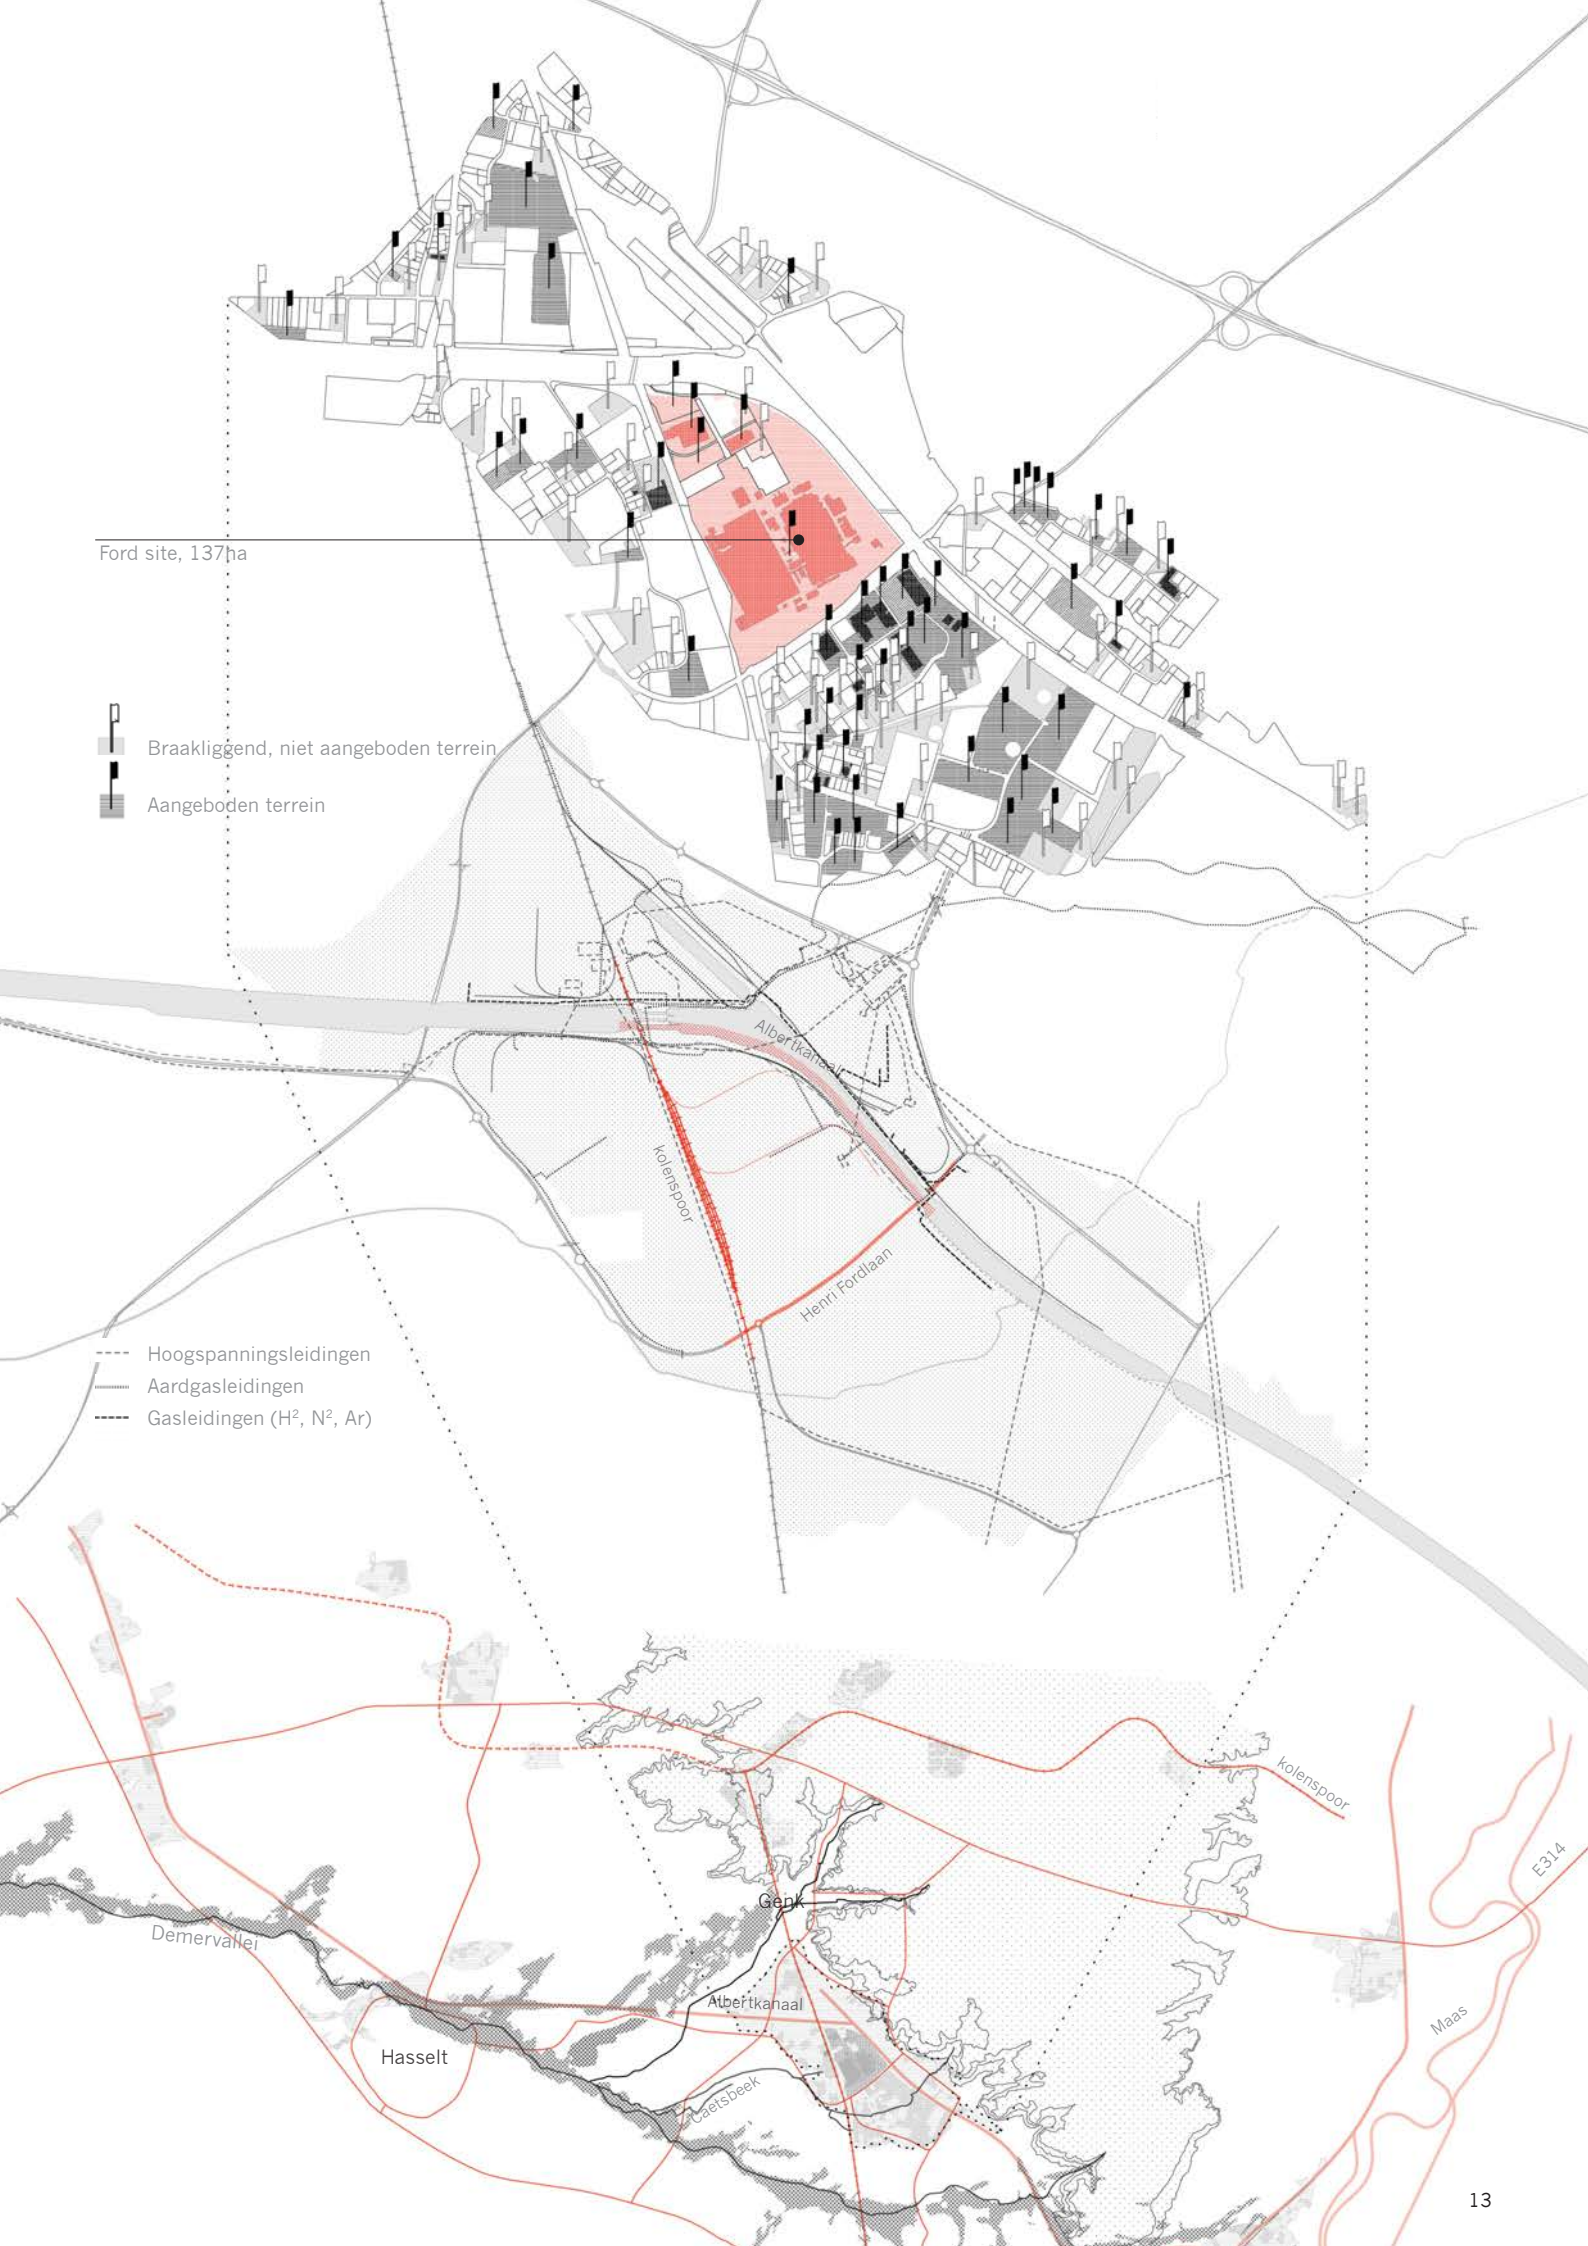 Ford site, 137ha
Braakliggend, niet aangeboden terrein
Aangeboden terrein
Albertkanaal
kolenspoor
Henri Fordlaan
Hoogspanningsleidingen
Aardgasleidingen
Gasleidingen (H², N², Ar)
kolenspoor
E314
Genk
Demervallei
Albertkanaal
Maas
Hasselt
Caetsbeek
13